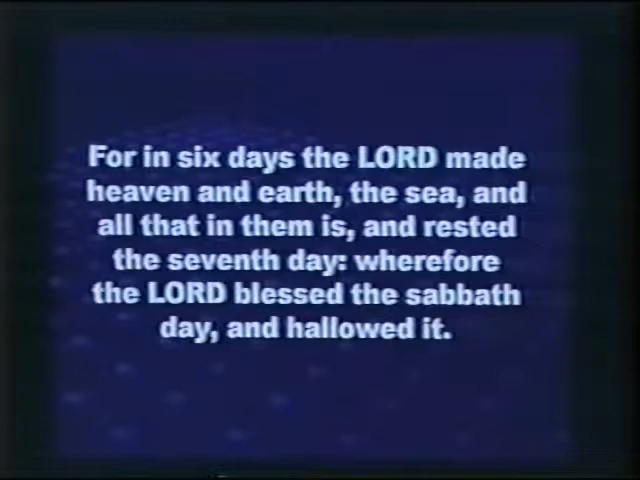 For in six days the LORD made
heaven and earth, the sea, and
all that in them is, and rested
the seventh day: wherefore
the LORD blessed the sabbath
day, and hallowed it.